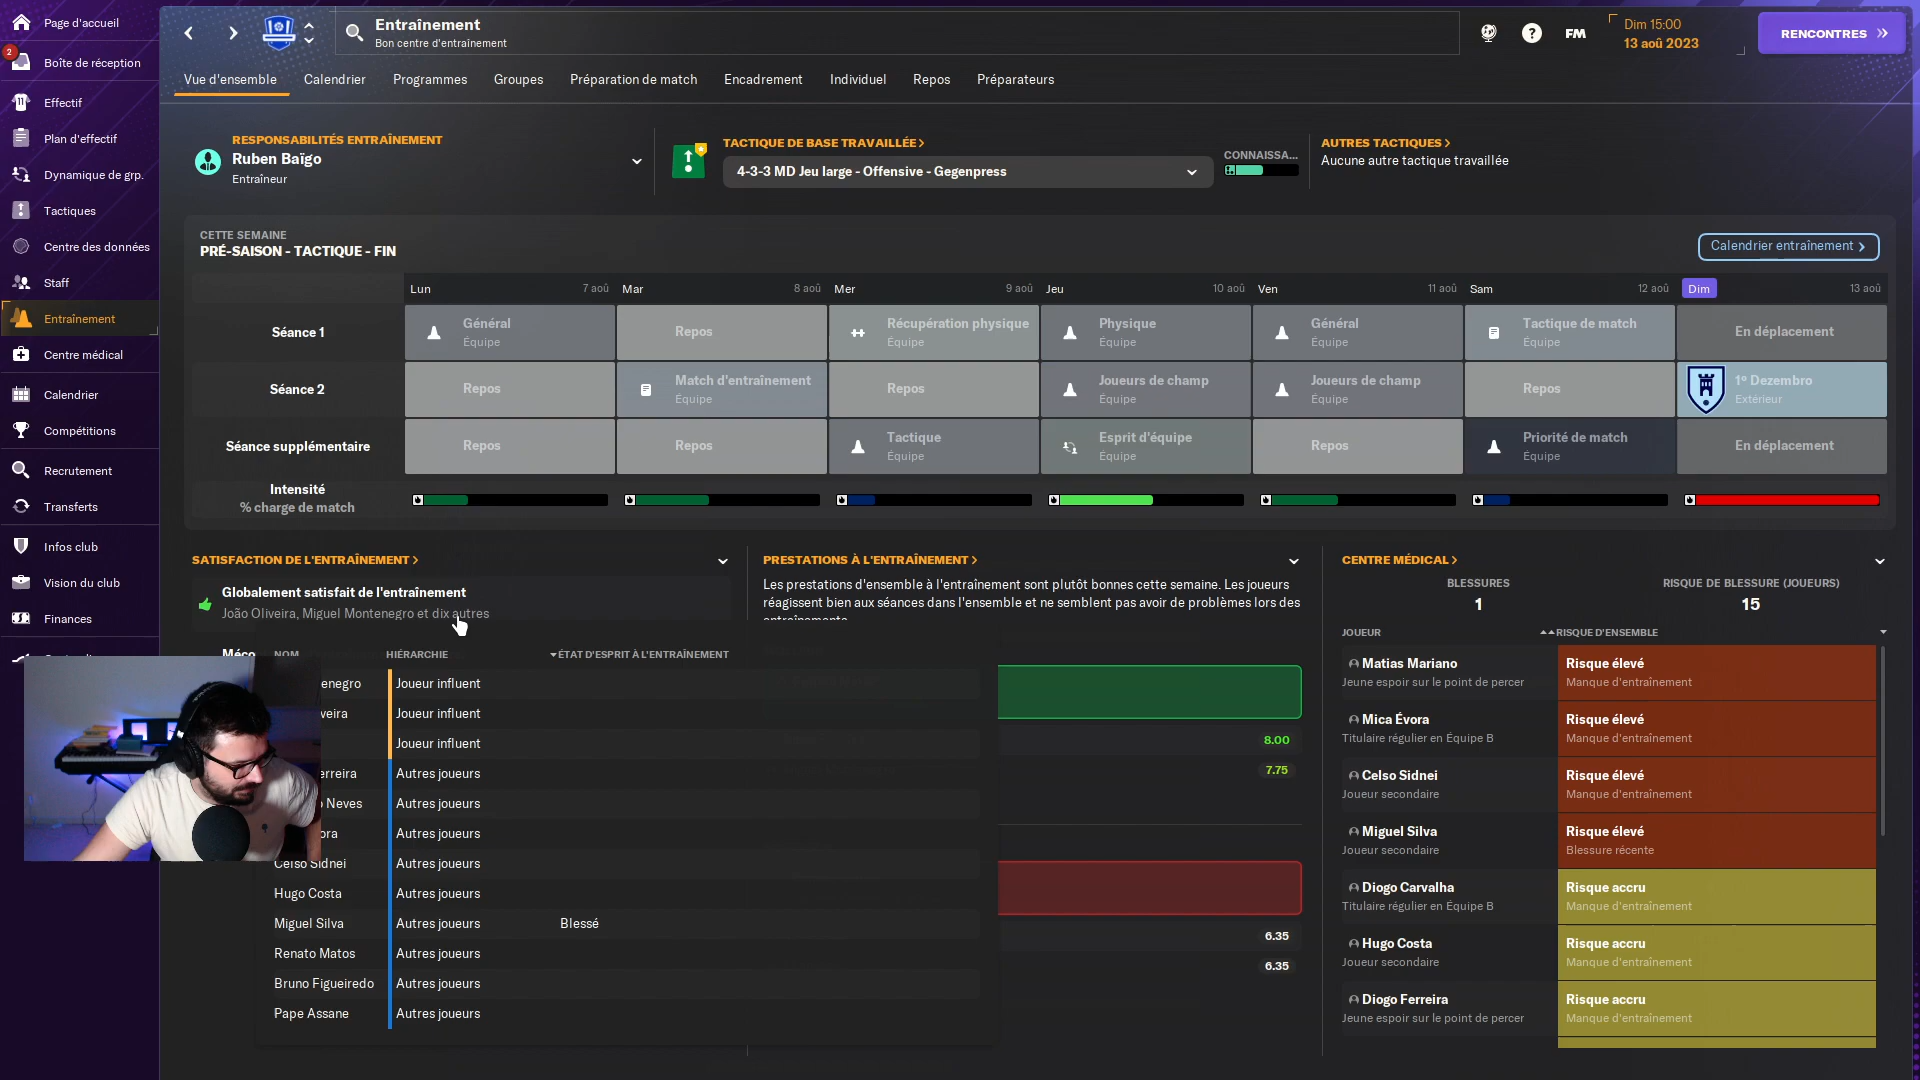 Page d'accueil
2
Boîte de réception
Effectif
Plan d'effectif
Dynamique de grp.
Tactiques
Centre des données
Staff
Entraînement
Centre médical
Calendrier
Compétitions
Recrutement
Transferts
Infos club
Vision du club
Finances
Entraînement
Bon centre d'entraînement
FM
Dim 15:00
13 aoû 2023
RENCONTRES
Vue d'ensemble
Calendrier
Programmes
Groupes
Préparation de match
Encadrement
Individuel
Repos
Préparateurs
RESPONSABILITÉS ENTRAÎNEMENT
Ruben Baïgo
Entraîneur
TACTIQUE DE BASE TRAVAILLÉE >
4-3-3 MD Jeu large - Offensive - Gegenpress
CONNAISSA...
AUTRES TACTIQUES >
Aucune autre tactique travaillée
CETTE SEMAINE
PRÉ-SAISON - TACTIQUE - FIN
Calendrier entraînement >
Lun 7 aoû Mar 8 aoû Mer 9 aoû Jeu 10 aoû Ven 11 aoû Sam 12 aoû Dim 13 aoû
Séance 1
Général
Équipe
Repos
Récupération physique
Équipe
Physique
Équipe
Général
Équipe
Tactique de match
Équipe
En déplacement
Séance 2
Repos
Match d'entraînement
Équipe
Repos
Joueurs de champ
Équipe
Joueurs de champ
Équipe
Repos
1º Dezembro
Extérieur
Séance supplémentaire
Repos
Repos
Tactique
Équipe
Esprit d'équipe
Équipe
Repos
Priorité de match
Équipe
En déplacement
Intensité
% charge de match
SATISFACTION DE L'ENTRAÎNEMENT >
Globalement satisfait de l'entraînement
João Oliveira, Miguel Montenegro et dix autres
Méco
NOM HIÉRARCHIE ÉTAT D'ESPRIT À L'ENTRAÎNEMENT
enegro Joueur influent
veira Joueur influent
Joueur influent
erreira Autres joueurs
o Neves Autres joueurs
ora Autres joueurs
Celso Sidnei Autres joueurs
Hugo Costa Autres joueurs
Miguel Silva Autres joueurs Blessé
Renato Matos Autres joueurs
Bruno Figueiredo Autres joueurs
Pape Assane Autres joueurs
PRESTATIONS À L'ENTRAÎNEMENT >
Les prestations d'ensemble à l'entraînement sont plutôt bonnes cette semaine. Les joueurs
réagissent bien aux séances dans l'ensemble et ne semblent pas avoir de problèmes lors des
entraînements.
8.00
7.75
6.35
6.35
CENTRE MÉDICAL >
BLESSURES
1
RISQUE DE BLESSURE (JOUEURS)
15
JOUEUR RISQUE D'ENSEMBLE
Matias Mariano
Jeune espoir sur le point de percer
Risque élevé
Manque d'entraînement
Mica Évora
Titulaire régulier en Équipe B
Risque élevé
Manque d'entraînement
Celso Sidnei
Joueur secondaire
Risque élevé
Manque d'entraînement
Miguel Silva
Joueur secondaire
Risque élevé
Blessure récente
Diogo Carvalha
Titulaire régulier en Équipe B
Risque accru
Manque d'entraînement
Hugo Costa
Joueur secondaire
Risque accru
Manque d'entraînement
Diogo Ferreira
Jeune espoir sur le point de percer
Risque accru
Manque d'entraînement